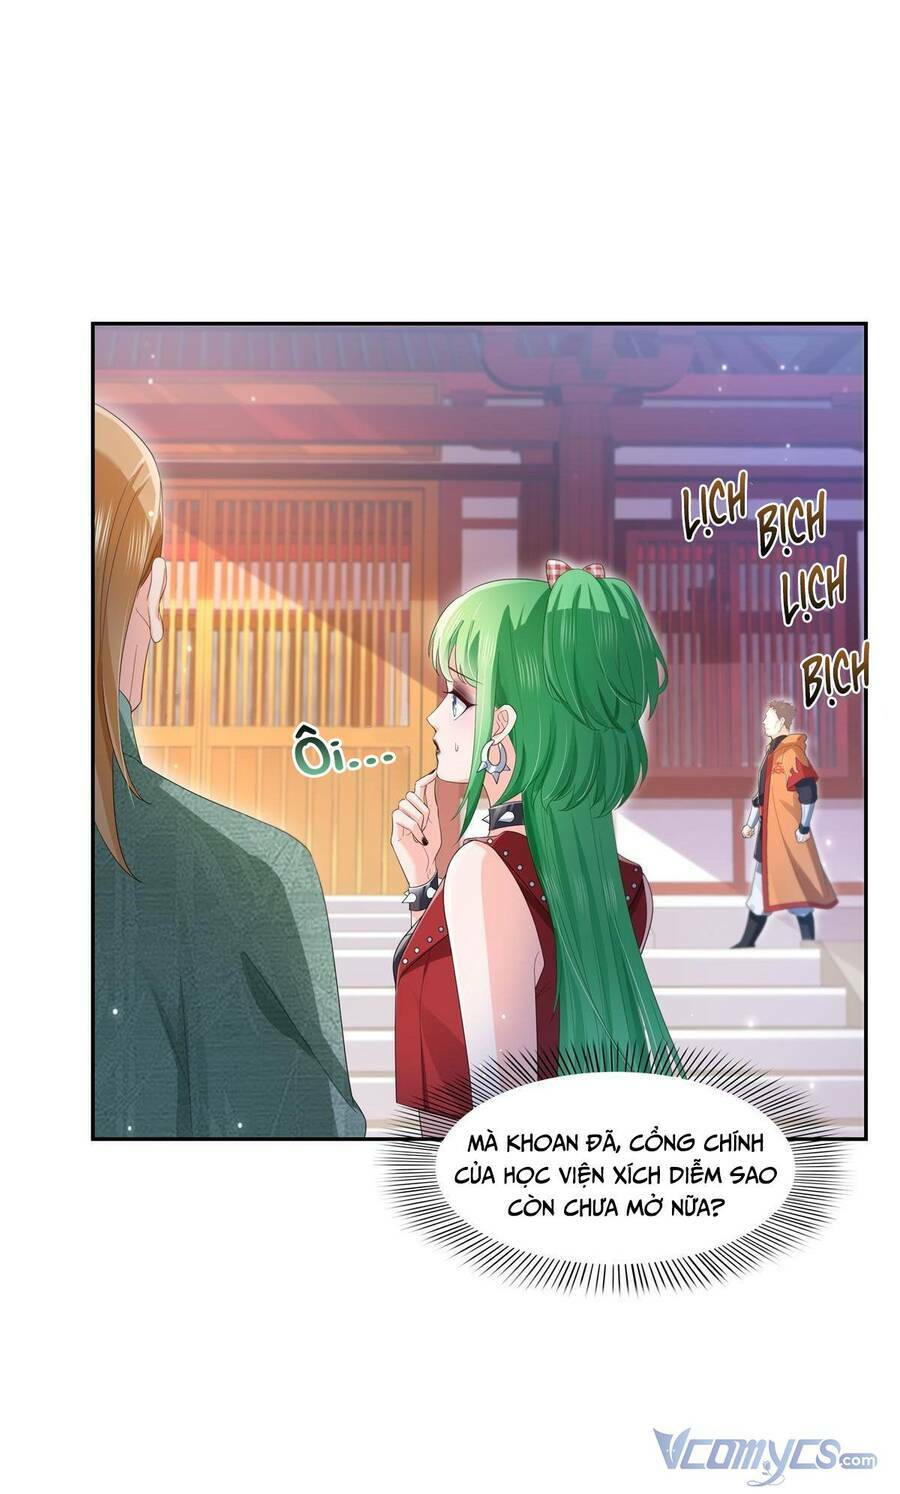 LỊCH
BỊCH
LỊCH
BỊCH
Ôi...
MÀ KHOAN ĐÃ, CỔNG CHÍNH
CỦA HỌC VIỆN XÍCH DIỄM SAO
CÒN CHƯA MỞ NỮA?
VCOMYCS.com